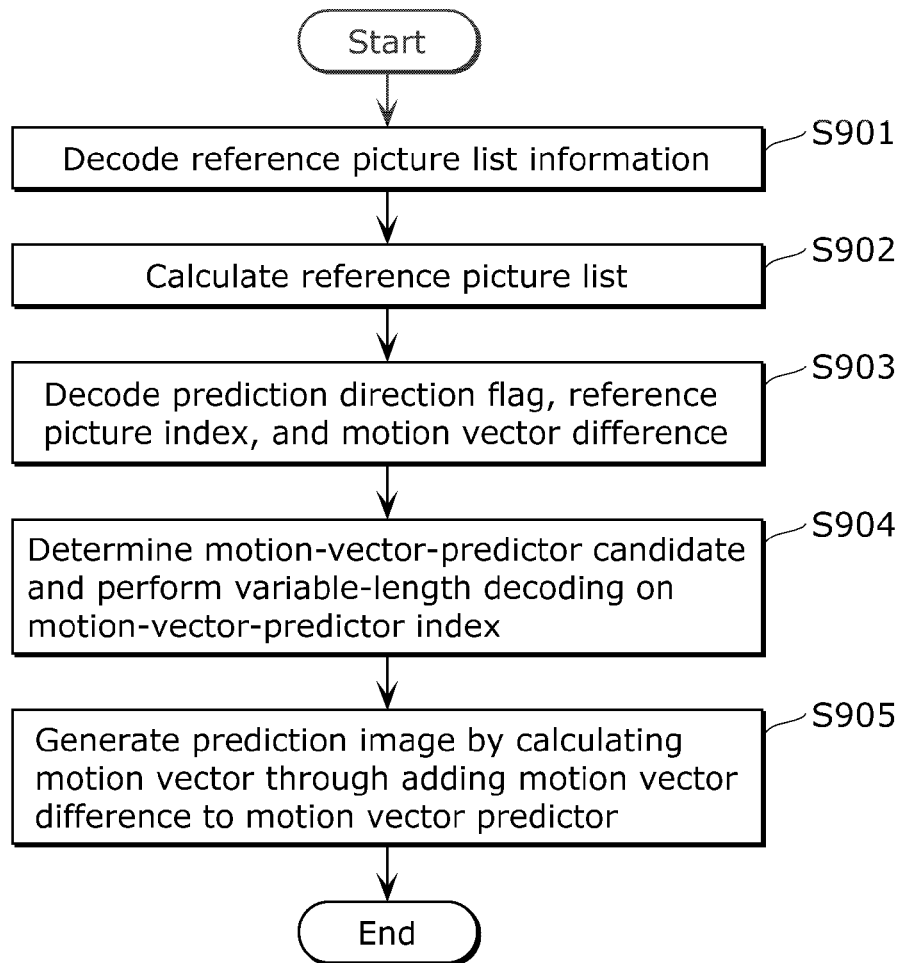 Start
S901
Decode reference picture list information
S902
Calculate reference picture list
S903
Decode prediction direction flag, reference
picture index, and motion vector difference
S904
Determine motion-vector-predictor candidate
and perform variable-length decoding on
motion-vector-predictor index
S905
Generate prediction image by calculating
motion vector through adding motion vector
difference to motion vector predictor
End